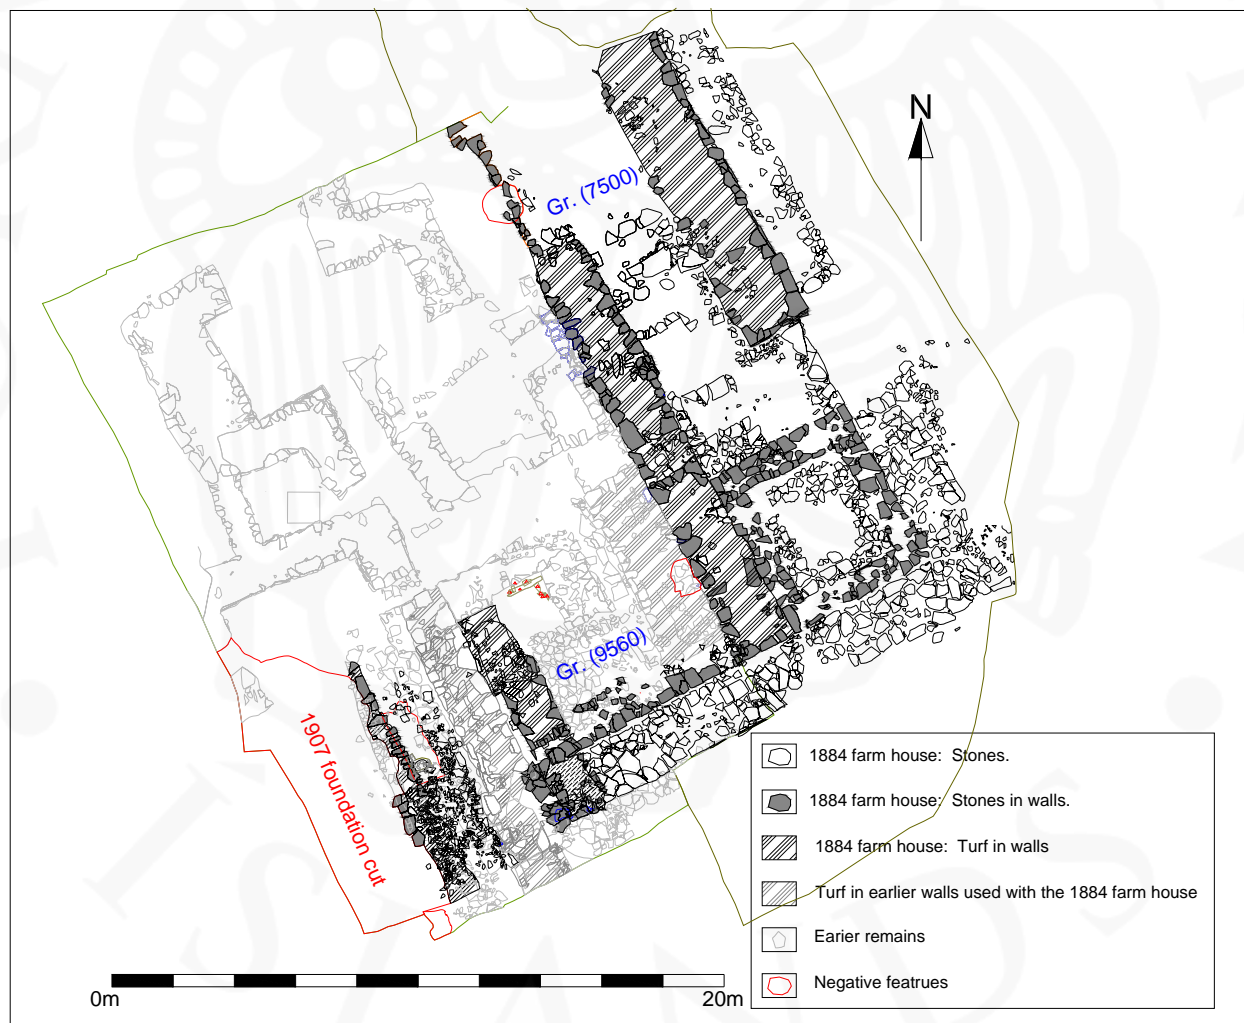 N
Gr. (7500)
Gr. (9560)
1907 foundation cut
1884 farm house: Stones.
1884 farm house: Stones in walls.
1884 farm house: Turf in walls
Turf in earlier walls used with the 1884 farm house
Earier remains
Negative featrues
0m
20m